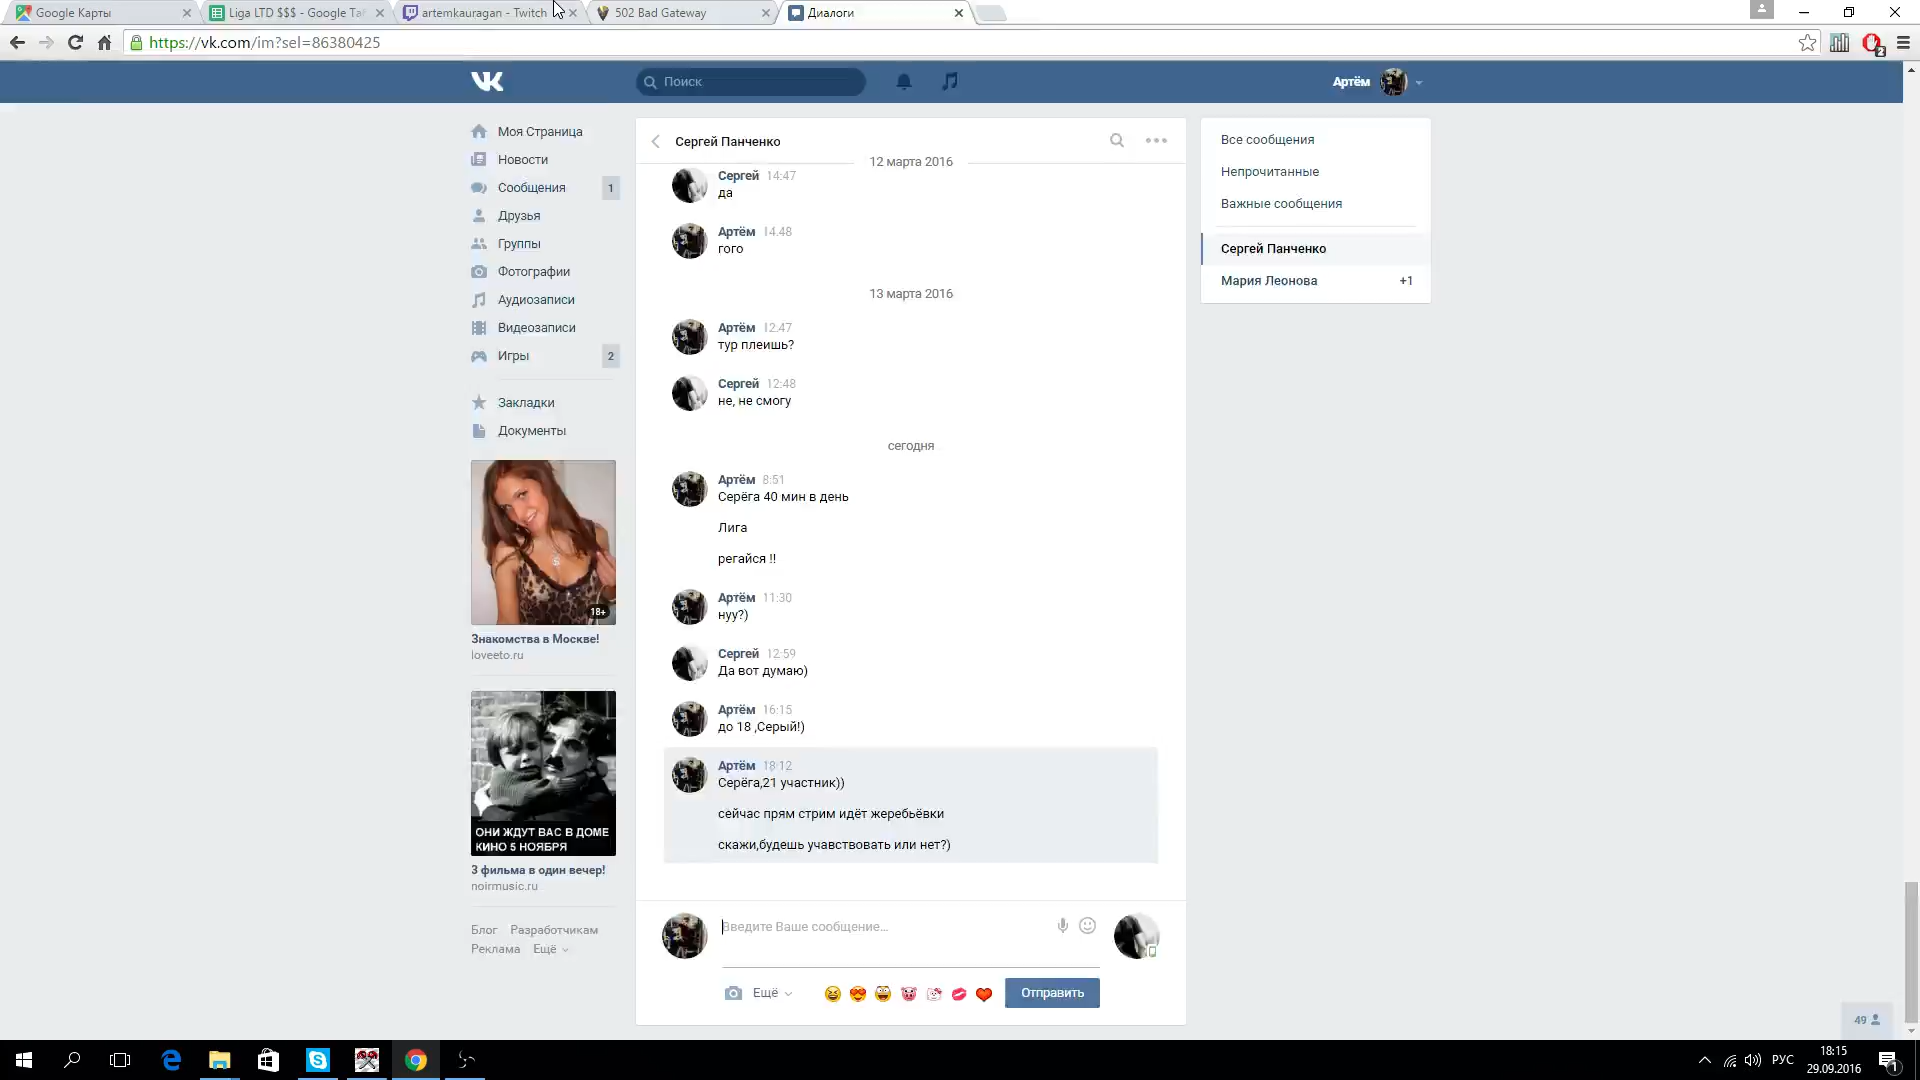 Google Карты
Liga LTD $$$ - Google Таб
artemkauragan - Twitch
502 Bad Gateway
Диалоги
https://vk.com/im?sel=86380425
2
Поиск
Артём
Моя Страница
Новости
Сообщения 1
Друзья
Группы
Фотографии
Аудиозаписи
Видеозаписи
Игры 2
Закладки
Документы
18+
Знакомства в Москве!
loveeto.ru
ОНИ ЖДУТ ВАС В ДОМЕ
КИНО 5 НОЯБРЯ
3 фильма в один вечер!
noirmusic.ru
Блог Разработчикам
Реклама Ещё
Сергей Панченко
12 марта 2016
Сергей 14:47
да
Артём 14:48
гого
13 марта 2016
Артём 12:47
тур плеишь?
Сергей 12:48
не, не смогу
сегодня
Артём 8:51
Серёга 40 мин в день
Лига
регайся !!
Артём 11:30
нуу?)
Сергей 12:59
Да вот думаю)
Артём 16:15
до 18 ,Серый!)
Артём 18:12
Серёга,21 участник))
сейчас прям стрим идёт жеребьёвки
скажи,будешь учавствовать или нет?)
Введите Ваше сообщение...
Ещё
Отправить
Все сообщения
Непрочитанные
Важные сообщения
Сергей Панченко
Мария Леонова +1
49
РУС
18:15
29.09.2016
1